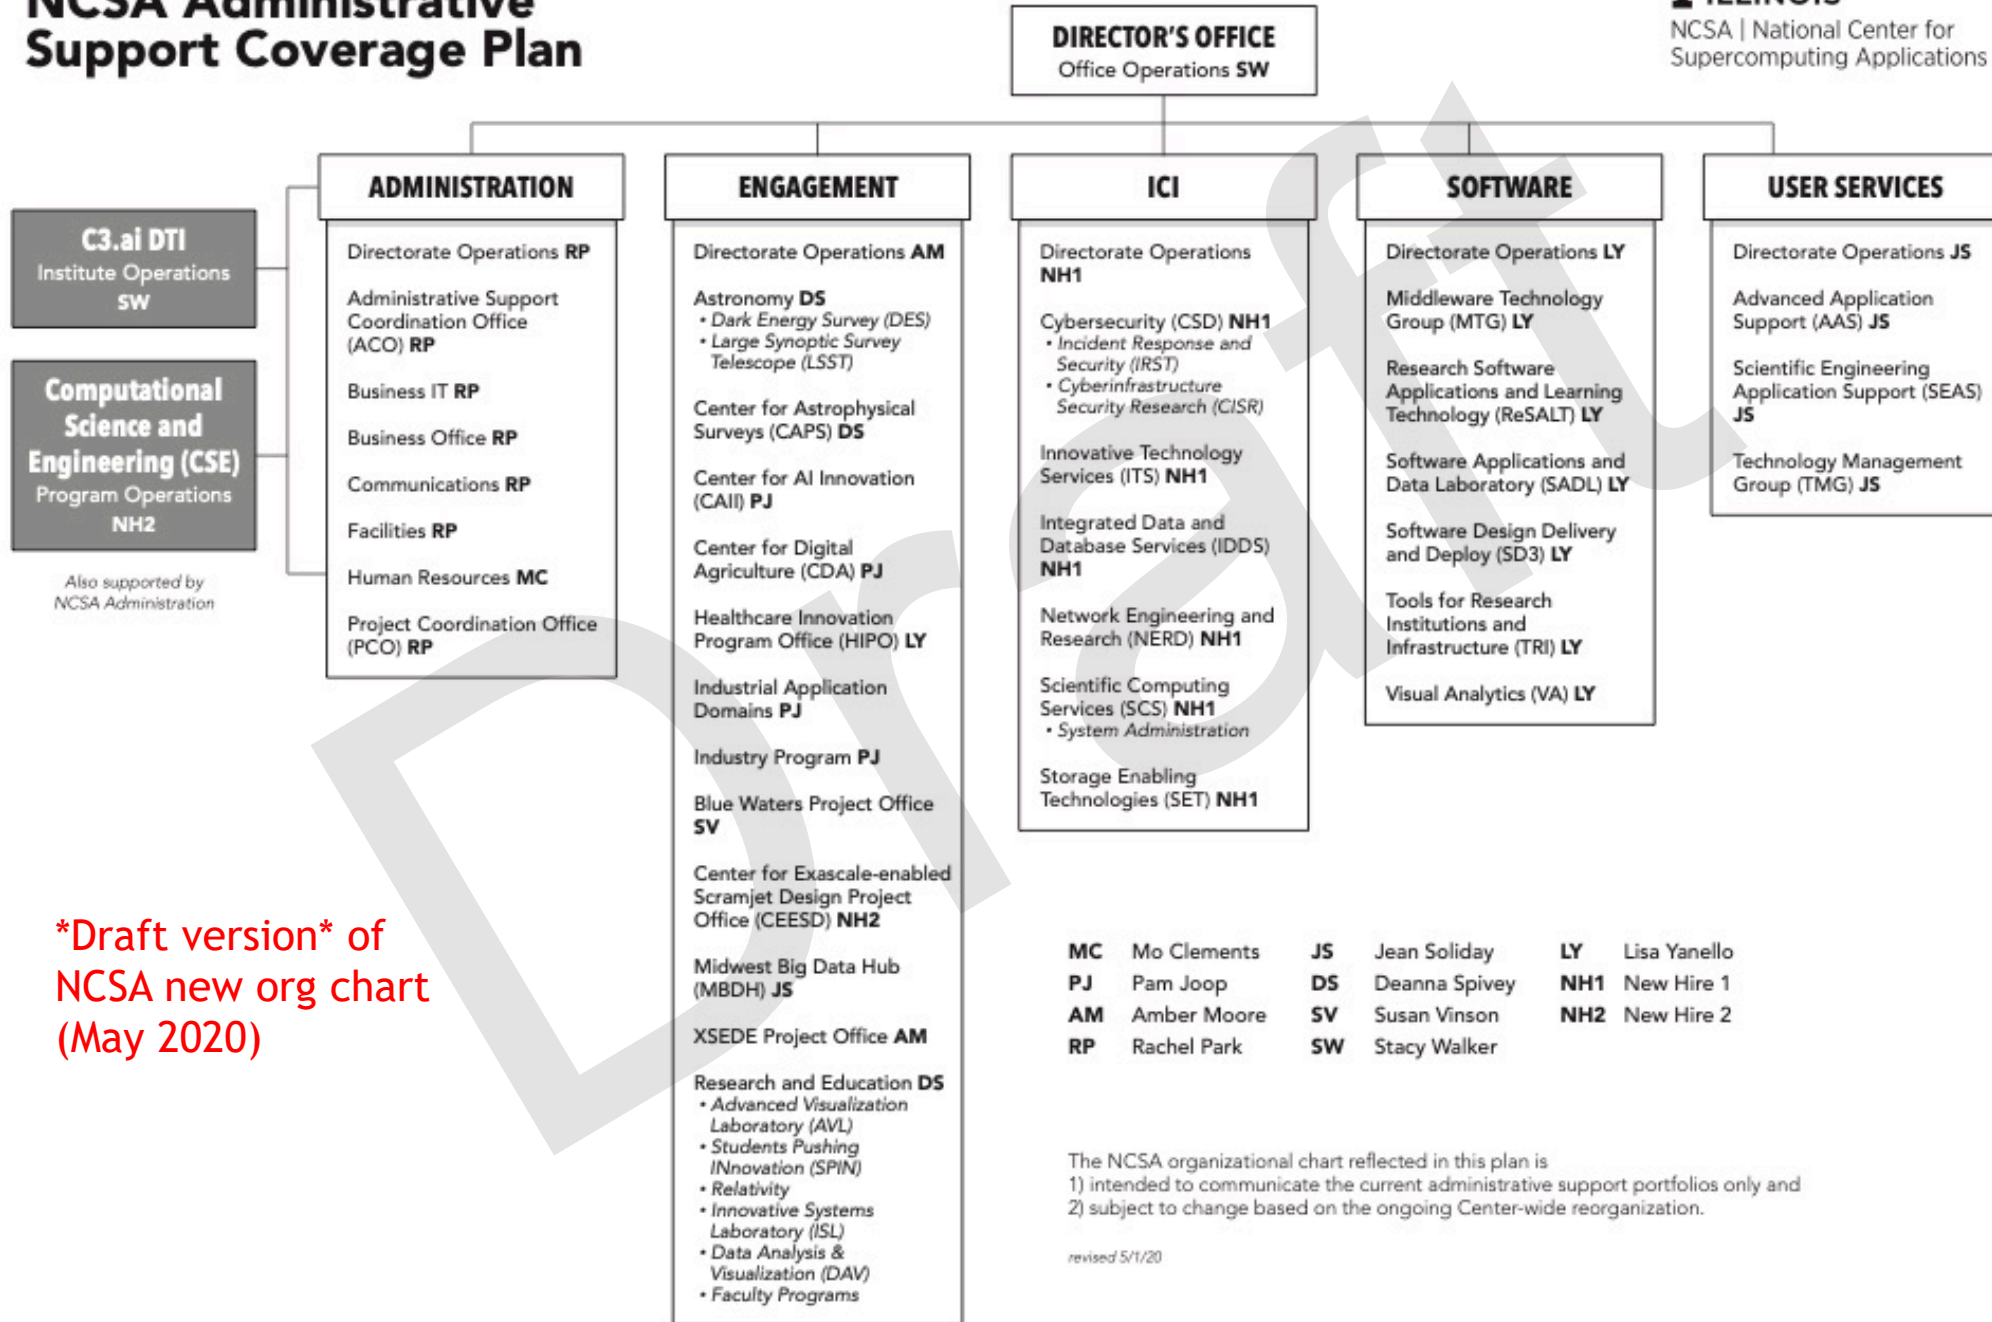 NCSA Administrative
Support Coverage Plan
DIRECTOR'S OFFICE
Office Operations SW
ILLINOIS
NCSA | National Center for
Supercomputing Applications
C3.ai DTI
Institute Operations
SW
Computational
Science and
Engineering (CSE)
Program Operations
NH2
Also supported by
NCSA Administration
ADMINISTRATION
Directorate Operations RP
Administrative Support
Coordination Office
(ACO) RP
Business IT RP
Business Office RP
Communications RP
Facilities RP
Human Resources MC
Project Coordination Office
(PCO) RP
ENGAGEMENT
Directorate Operations AM
Astronomy DS
• Dark Energy Survey (DES)
• Large Synoptic Survey
Telescope (LSST)
Center for Astrophysical
Surveys (CAPS) DS
Center for AI Innovation
(CAII) PJ
Center for Digital
Agriculture (CDA) PJ
Healthcare Innovation
Program Office (HIPO) LY
Industrial Application
Domains PJ
Industry Program PJ
Blue Waters Project Office
SV
Center for Exascale-enabled
Scramjet Design Project
Office (CEESD) NH2
Midwest Big Data Hub
(MBDH) JS
XSEDE Project Office AM
Research and Education DS
• Advanced Visualization
Laboratory (AVL)
• Students Pushing
INnovation (SPIN)
• Relativity
• Innovative Systems
Laboratory (ISL)
• Data Analysis &
Visualization (DAV)
• Faculty Programs
ICI
Directorate Operations
NH1
Cybersecurity (CSD) NH1
• Incident Response and
Security (IRST)
• Cyberinfrastructure
Security Research (CISR)
Innovative Technology
Services (ITS) NH1
Integrated Data and
Database Services (IDDS)
NH1
Network Engineering and
Research (NERD) NH1
Scientific Computing
Services (SCS) NH1
• System Administration
Storage Enabling
Technologies (SET) NH1
SOFTWARE
Directorate Operations LY
Middleware Technology
Group (MTG) LY
Research Software
Applications and Learning
Technology (ReSALT) LY
Software Applications and
Data Laboratory (SADL) LY
Software Design Delivery
and Deploy (SD3) LY
Tools for Research
Institutions and
Infrastructure (TRI) LY
Visual Analytics (VA) LY
USER SERVICES
Directorate Operations JS
Advanced Application
Support (AAS) JS
Scientific Engineering
Application Support (SEAS)
JS
Technology Management
Group (TMG) JS
Draft
*Draft version* of
NCSA new org chart
(May 2020)
MC Mo Clements JS Jean Soliday LY Lisa Yanello
PJ Pam Joop DS Deanna Spivey NH1 New Hire 1
AM Amber Moore SV Susan Vinson NH2 New Hire 2
RP Rachel Park SW Stacy Walker
The NCSA organizational chart reflected in this plan is
1) intended to communicate the current administrative support portfolios only and
2) subject to change based on the ongoing Center-wide reorganization.
revised 5/1/20